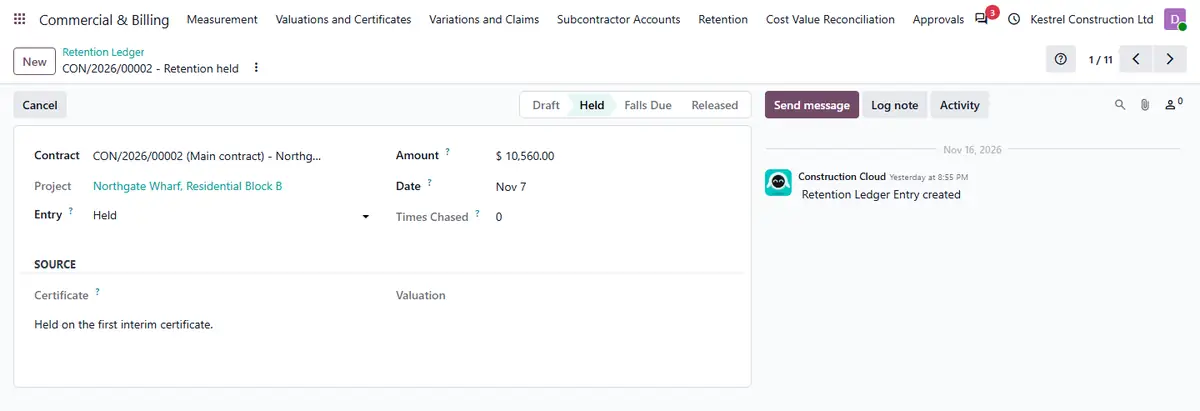 Commercial & Billing Measurement Valuations and Certificates Variations and Claims Subcontractor Accounts Retention Cost Value Reconciliation Approvals 3 Kestrel Construction Ltd D
New Retention Ledger
CON/2026/00002 - Retention held
1 / 11
Cancel Draft Held Falls Due Released Send message Log note Activity 0
Contract CON/2026/00002 (Main contract) - Northg... Amount ? $ 10,560.00
Project Northgate Wharf, Residential Block B Date ? Nov 7
Entry ? Held Times Chased ? 0
SOURCE
Certificate ? Valuation
Held on the first interim certificate.
Nov 16, 2026
Construction Cloud Yesterday at 8:55 PM
Retention Ledger Entry created